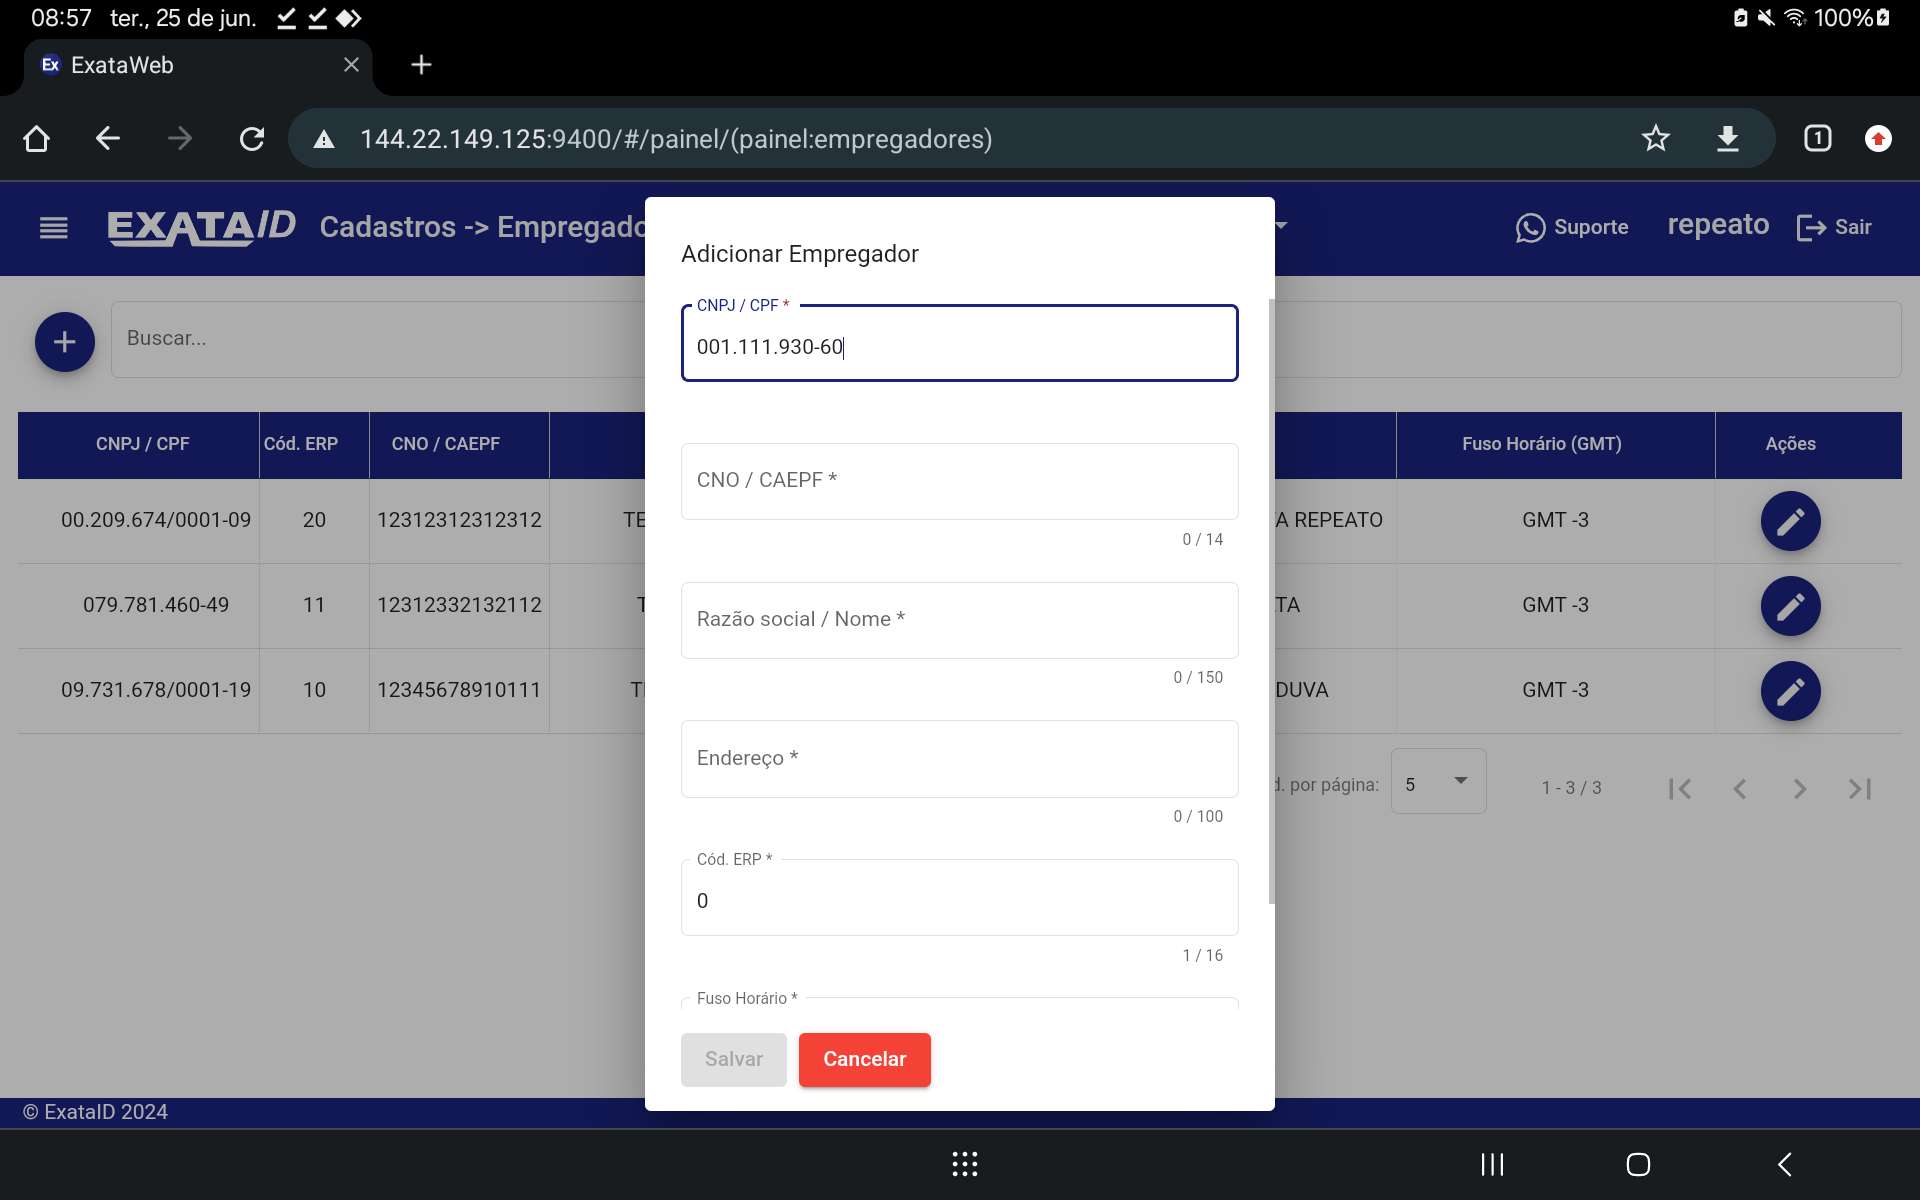 08:57 ter., 25 de jun. 100%
Ex ExataWeb
144.22.149.125:9400/#/painel/(painel:empregadores) 1
EXATAID Cadastros -> Empregado Suporte repeato Sair
Buscar...
CNPJ / CPF Cód. ERP CNO / CAEPF Fuso Horário (GMT) Ações
00.209.674/0001-09 20 12312312312312 TE A REPEATO GMT -3
079.781.460-49 11 12312332132112 T TA GMT -3
09.731.678/0001-19 10 12345678910111 DUVA GMT -3
d. por página: 5 1 - 3 / 3
Adicionar Empregador
CNPJ / CPF *
001.111.930-60
CNO / CAEPF *
0 / 14
Razão social / Nome *
0 / 150
Endereço *
0 / 100
Cód. ERP *
0
1 / 16
Fuso Horário *
Salvar Cancelar
© ExataID 2024